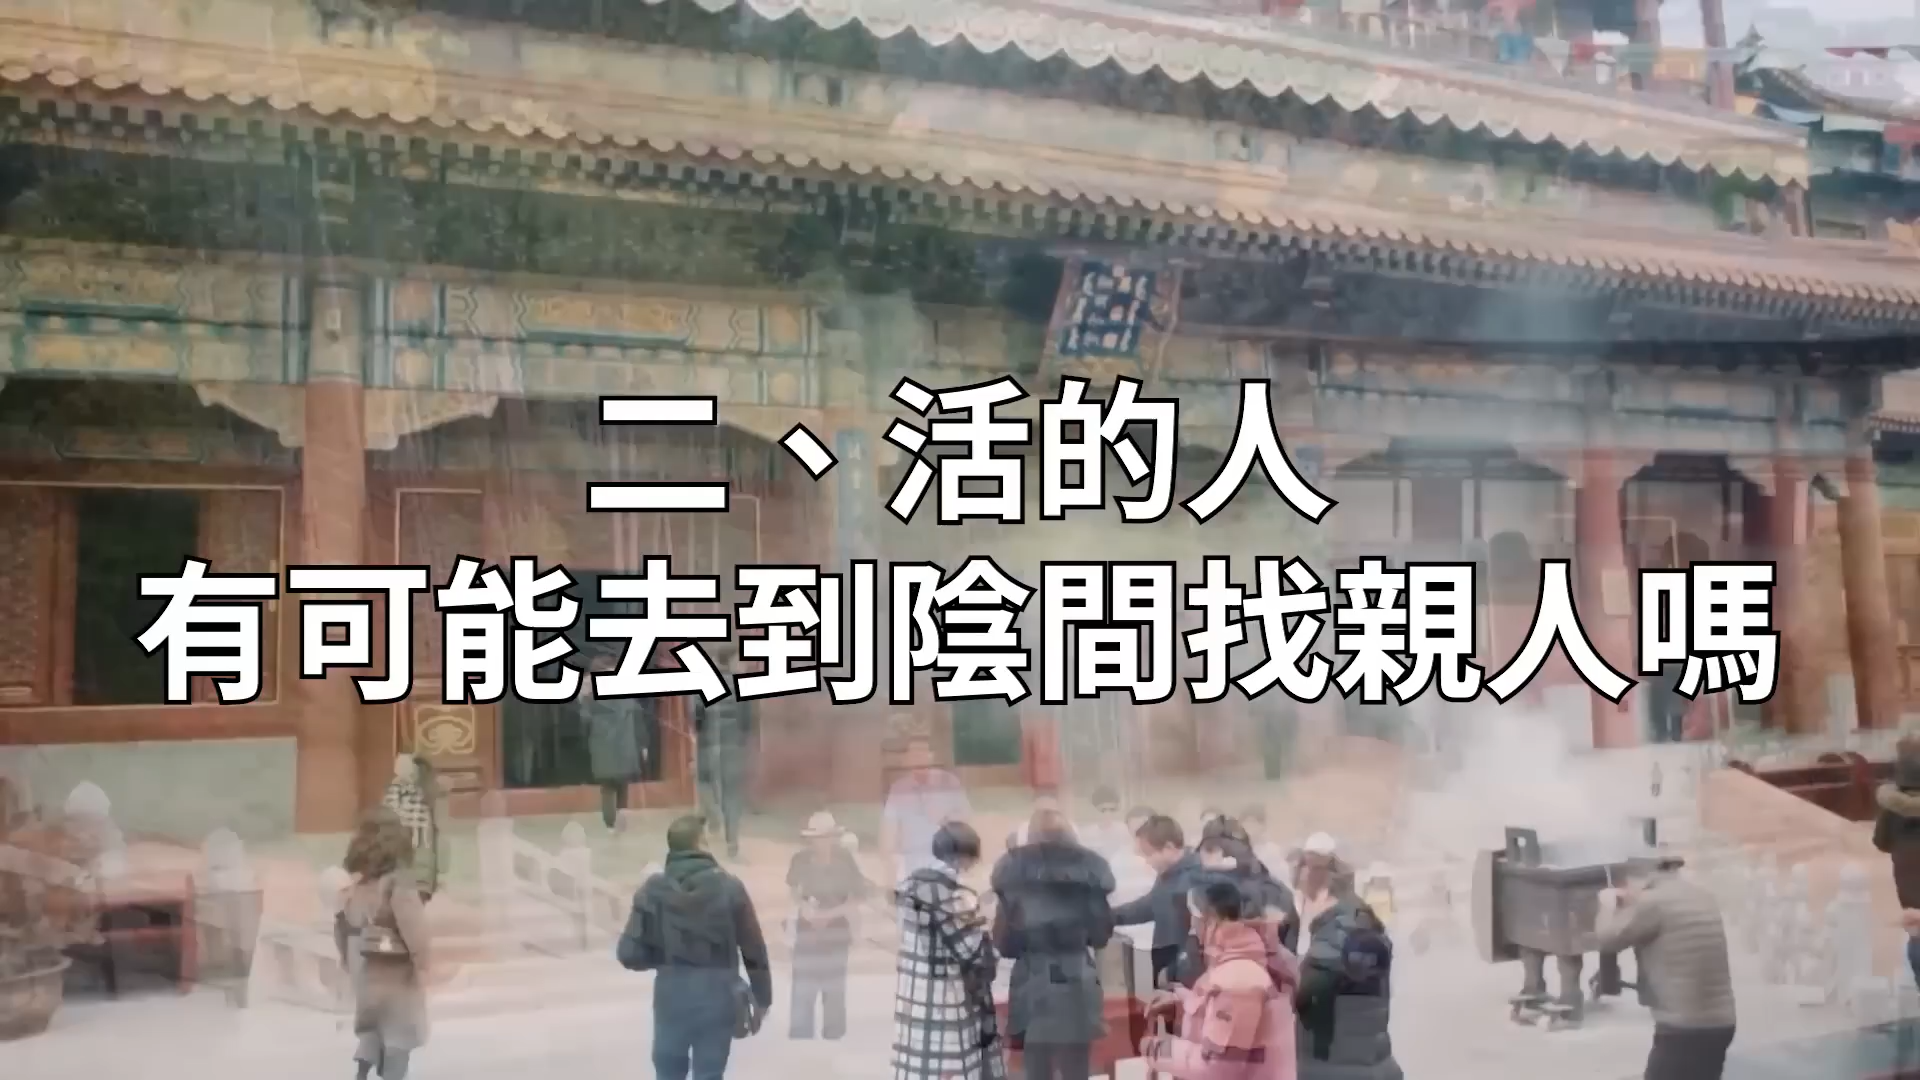 二、活的人
有可能去到陰間找親人嗎